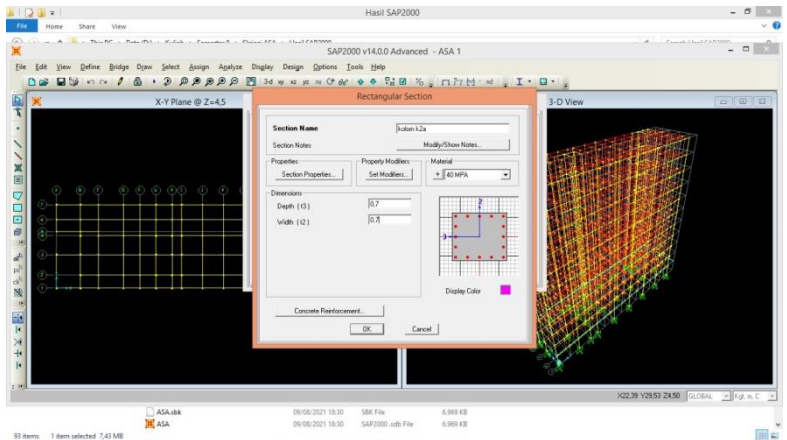 Hasil SAP2000
File Home Share View
SAP2000 v14.0.0 Advanced - ASA 1
File Edit View Define Bridge Draw Select Assign Analyze Display Design Options Tools Help
X-Y Plane @ Z=4,5
3-D View
Rectangular Section
Section Name kolom k2a
Section Notes Modify/Show Notes...
Properties Property Modifiers Material
Section Properties... Set Modifiers... + 40 MPA
Dimensions
Depth ( t3 ) 0,7
Width ( t2 ) 0,7
2
3
Display Color
Concrete Reinforcement...
OK Cancel
X22,39 Y29,53 Z4,50 GLOBAL Kgf, m, C
ASA.sbk 09/08/2021 18:30 SBK File 6.969 KB
ASA 09/08/2021 18:30 SAP2000 .sdb File 6.969 KB
93 items 1 item selected 7,43 MB